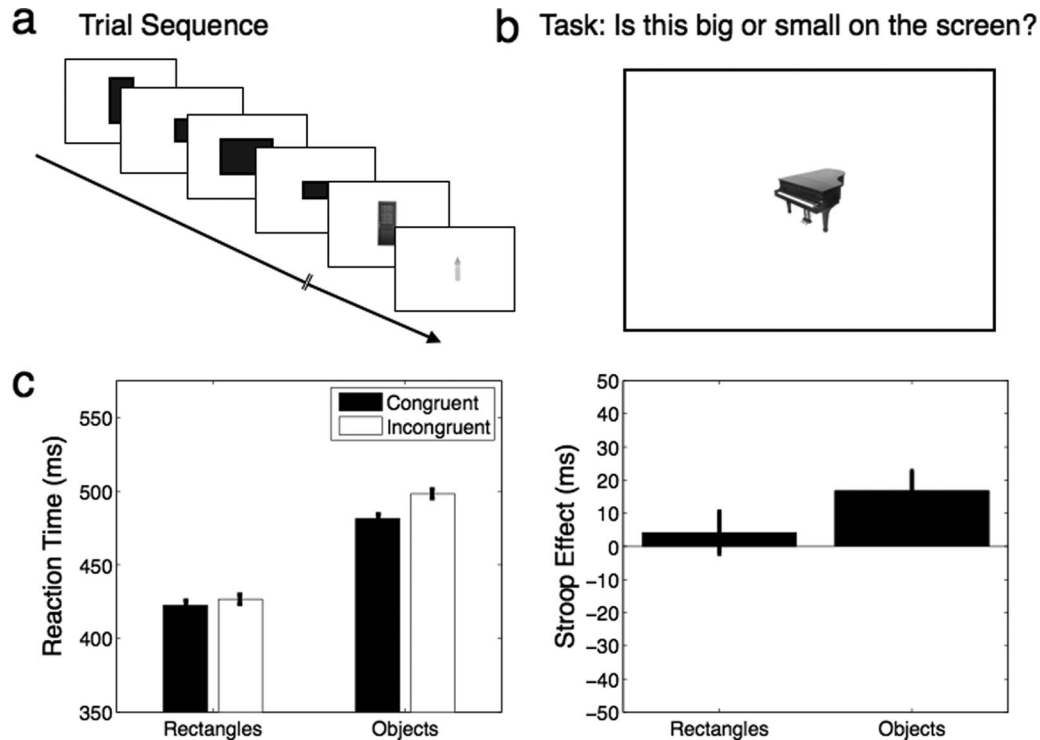 a Trial Sequence
b Task: Is this big or small on the screen?
c
Reaction Time (ms)
550
500
450
400
350
Congruent
Incongruent
Rectangles Objects
Stroop Effect (ms)
50
40
30
20
10
0
−10
−20
−30
−40
−50
Rectangles Objects